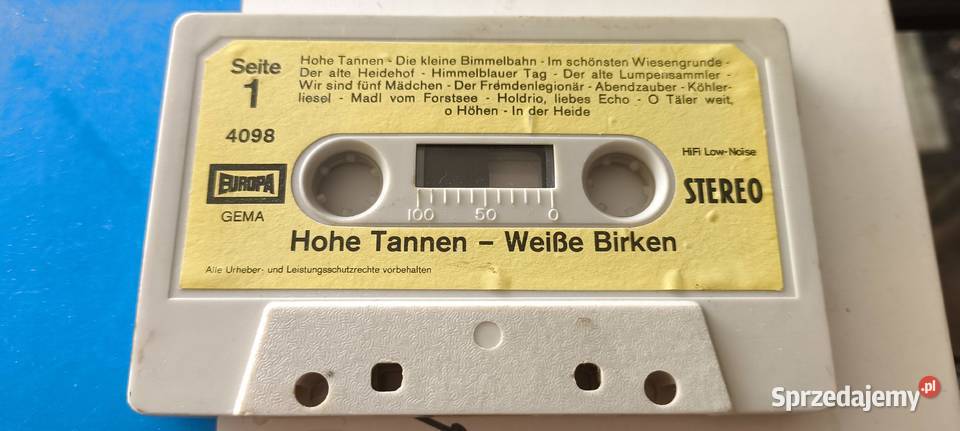 Seite
1
Hohe Tannen - Die kleine Bimmelbahn - Im schönsten Wiesengrunde -
Der alte Heidehof - Himmelblauer Tag - Der alte Lumpensammler -
Wir sind fünf Mädchen - Der Fremdenlegionär - Abendzauber - Köhler-
liesel - Madl vom Forstsee - Holdrio, liebes Echo - O Täler weit,
o Höhen - In der Heide
4098
EUROPA
GEMA
HiFi Low-Noise
STEREO
100 50 0
Hohe Tannen – Weiße Birken
Alle Urheber- und Leistungsschutzrechte vorbehalten
Sprzedajemy.pl